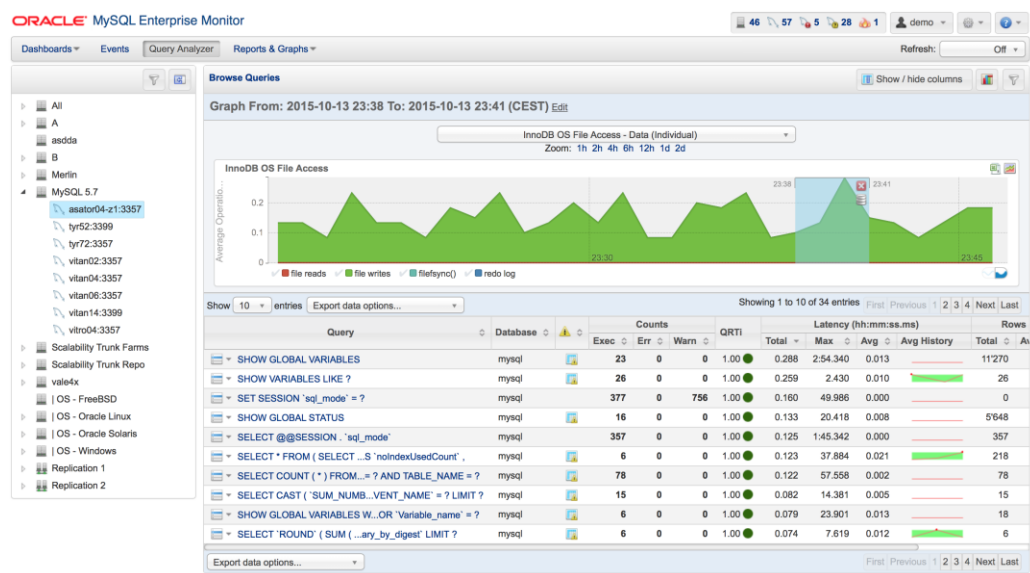 ORACLE® MySQL Enterprise Monitor
46 57 5 28 1 demo
Dashboards Events Query Analyzer Reports & Graphs Refresh: Off
All
A
asdda
B
Merlin
MySQL 5.7
asator04-z1:3357
tyr52:3399
tyr72:3357
vitan02:3357
vitan04:3357
vitan06:3357
vitan14:3399
vitro04:3357
Scalability Trunk Farms
Scalability Trunk Repo
vale4x
| OS - FreeBSD
| OS - Oracle Linux
| OS - Oracle Solaris
| OS - Windows
Replication 1
Replication 2
Browse Queries Show / hide columns
Graph From: 2015-10-13 23:38 To: 2015-10-13 23:41 (CEST) Edit
InnoDB OS File Access - Data (Individual)
Zoom: 1h 2h 4h 6h 12h 1d 2d
InnoDB OS File Access
Average Operatio...
23:38 23:41
0.2
0.1
0
23:30 23:45
file reads file writes filefsync() redo log
Show 10 entries Export data options... Showing 1 to 10 of 34 entries First Previous 1 2 3 4 Next Last
Query Database Counts QRTi Latency (hh:mm:ss.ms) Rows
Exec Err Warn Total Max Avg Avg History Total Av
SHOW GLOBAL VARIABLES mysql 23 0 0 1.00 0.288 2:54.340 0.013 11'270
SHOW VARIABLES LIKE ? mysql 26 0 0 1.00 0.259 2.430 0.010 26
SET SESSION `sql_mode` = ? mysql 377 0 756 1.00 0.160 49.986 0.000 0
SHOW GLOBAL STATUS mysql 16 0 0 1.00 0.133 20.418 0.008 5'648
SELECT @@SESSION . `sql_mode` mysql 357 0 0 1.00 0.125 1:45.342 0.000 357
SELECT * FROM ( SELECT ...S `noIndexUsedCount` , mysql 6 0 0 1.00 0.123 37.884 0.021 218
SELECT COUNT ( * ) FROM...= ? AND TABLE_NAME = ? mysql 78 0 0 1.00 0.122 57.558 0.002 78
SELECT CAST ( `SUM_NUMB...VENT_NAME` = ? LIMIT ? mysql 15 0 0 1.00 0.082 14.381 0.005 15
SHOW GLOBAL VARIABLES W...OR `Variable_name` = ? mysql 6 0 0 1.00 0.079 23.901 0.013 18
SELECT `ROUND` ( SUM ( ...ary_by_digest` LIMIT ? mysql 6 0 0 1.00 0.074 7.619 0.012 6
Export data options... First Previous 1 2 3 4 Next Last